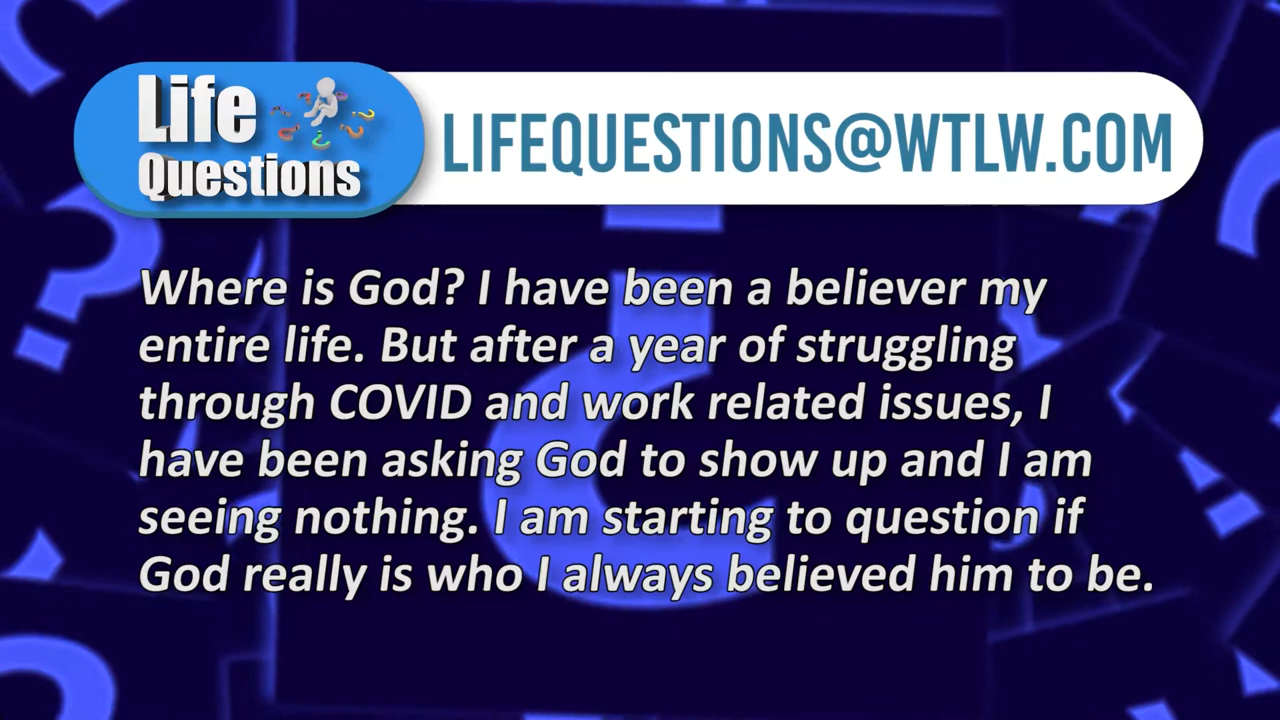 Life
Questions
LIFEQUESTIONS@WTLW.COM
Where is God? I have been a believer my
entire life. But after a year of struggling
through COVID and work related issues, I
have been asking God to show up and I am
seeing nothing. I am starting to question if
God really is who I always believed him to be.